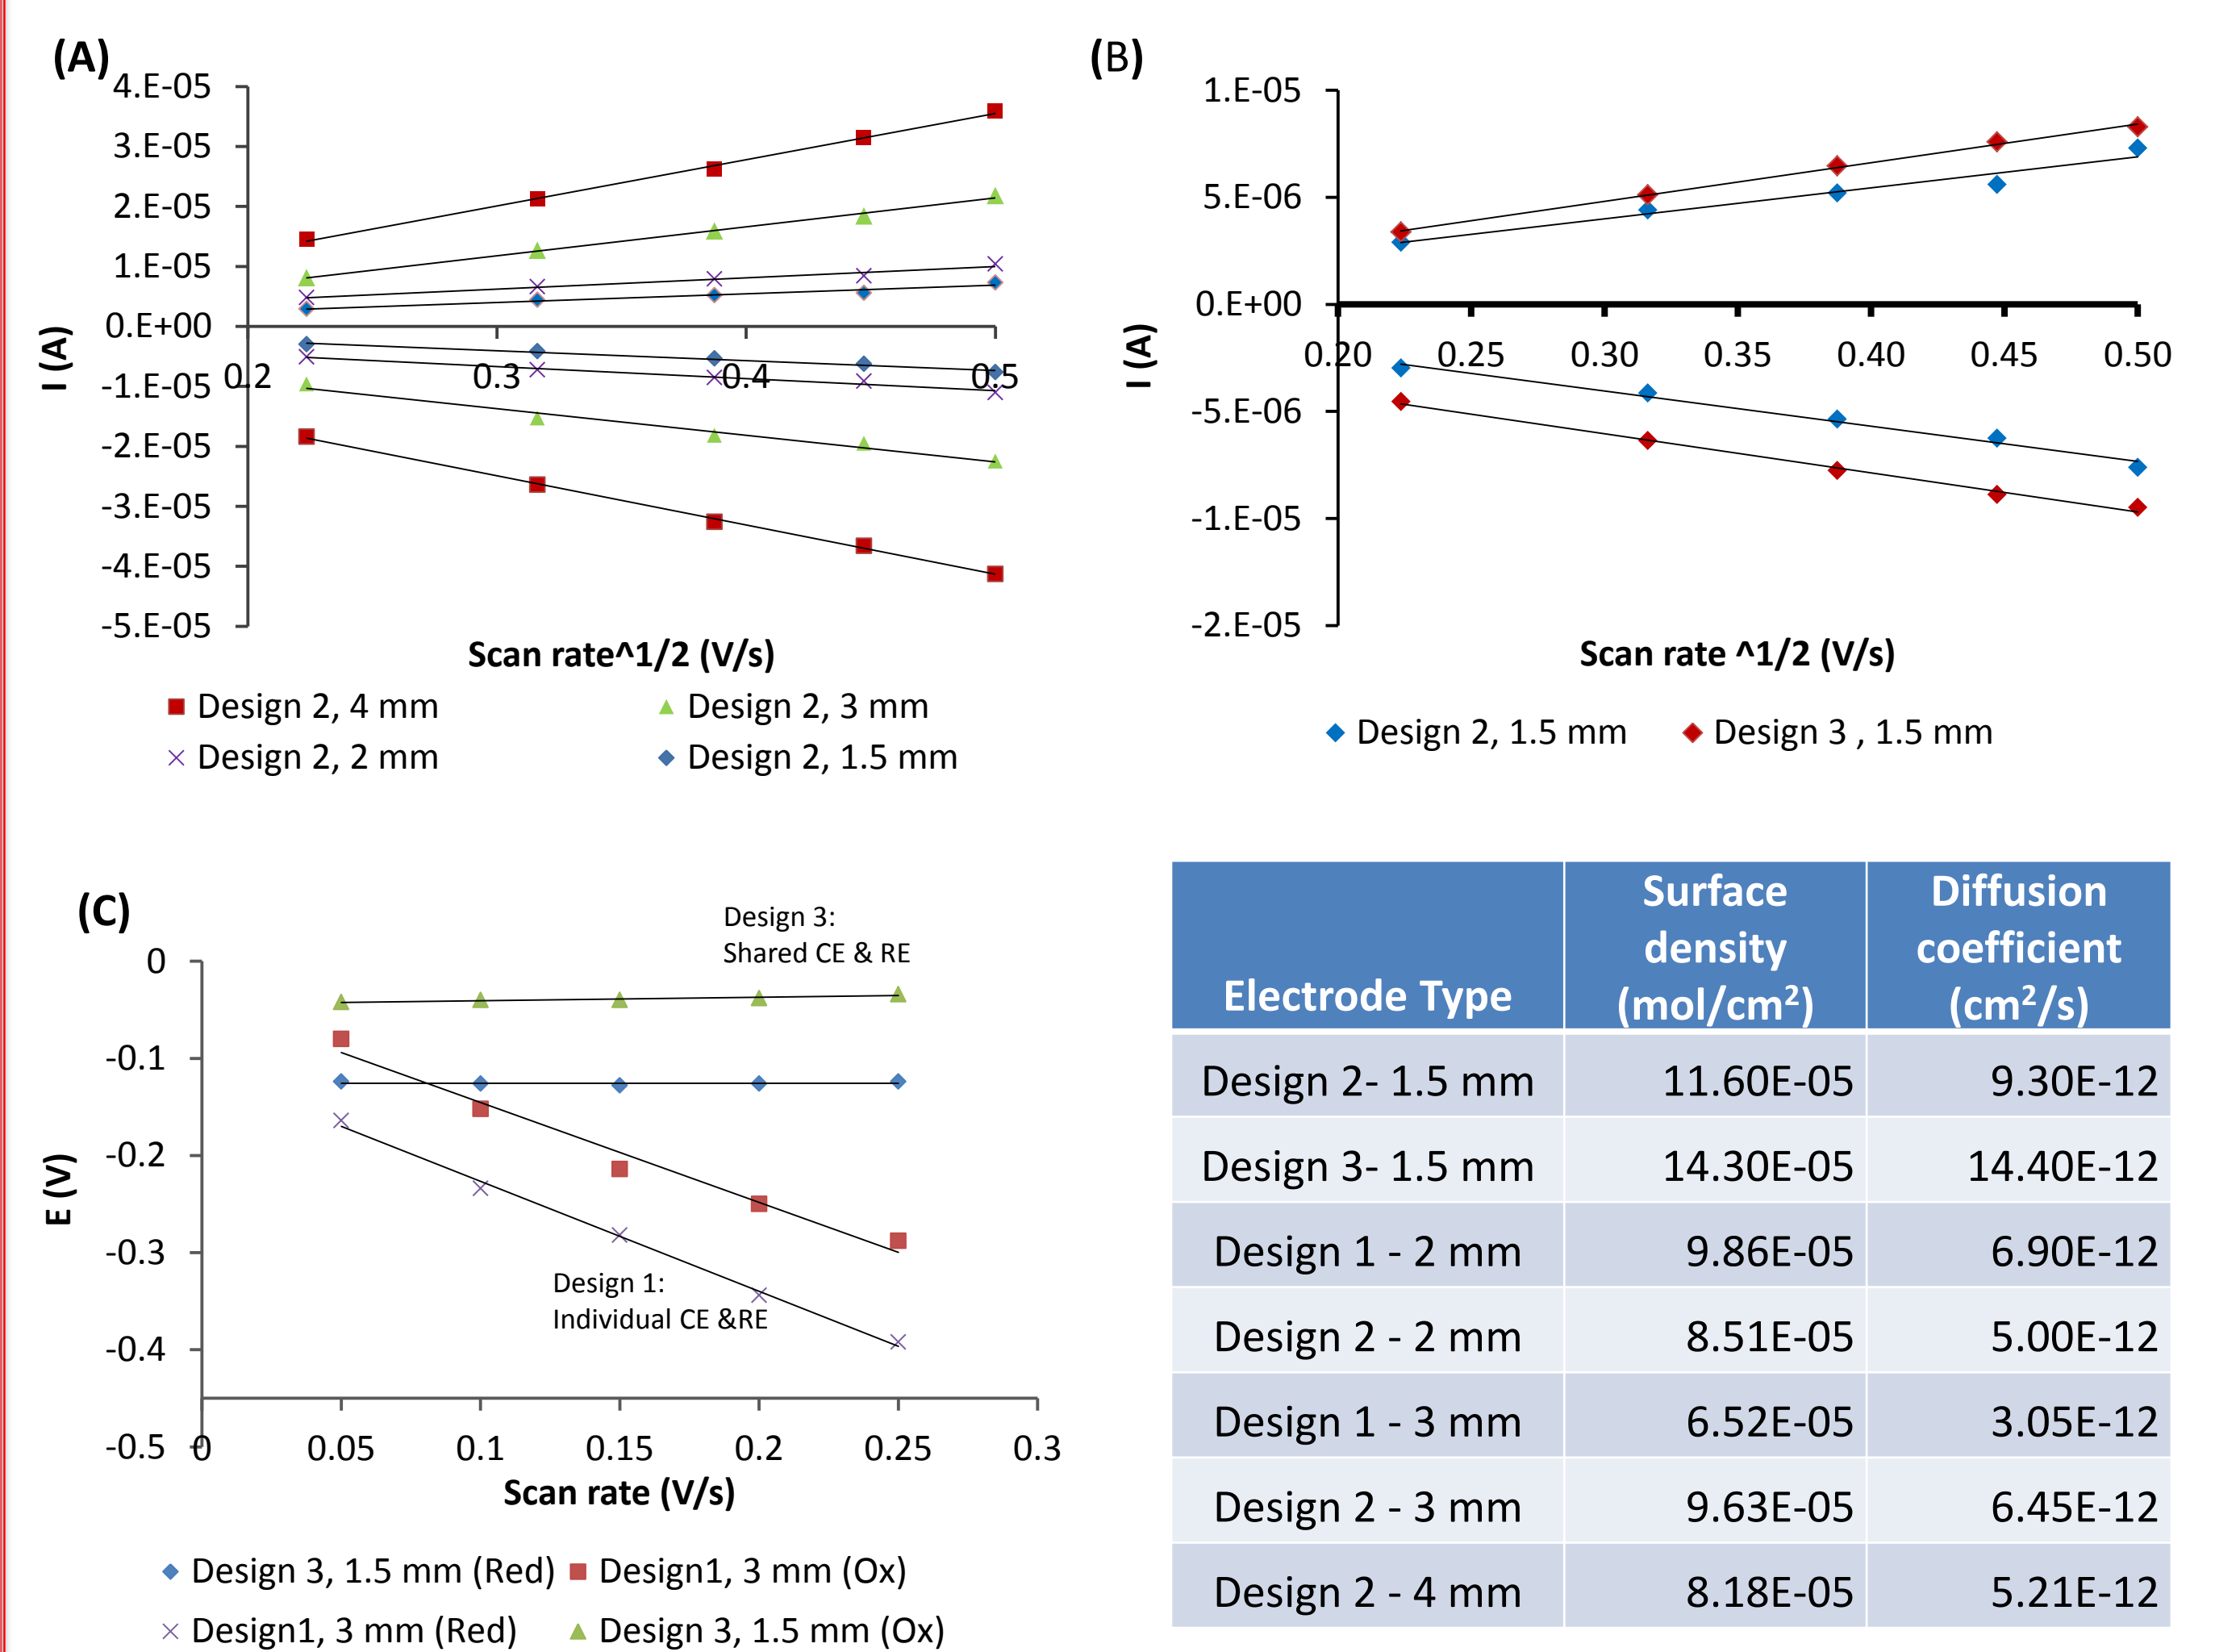 (A)
4.E-05
3.E-05
2.E-05
1.E-05
0.E+00
-1.E-05
-2.E-05
-3.E-05
-4.E-05
-5.E-05
I (A)
0.2 0.3 0.4 0.5
Scan rate^1/2 (V/s)
Design 2, 4 mm Design 2, 3 mm
Design 2, 2 mm Design 2, 1.5 mm
(B)
1.E-05
5.E-06
0.E+00
-5.E-06
-1.E-05
-2.E-05
I (A)
0.20 0.25 0.30 0.35 0.40 0.45 0.50
Scan rate ^1/2 (V/s)
Design 2, 1.5 mm Design 3 , 1.5 mm
(C)
Design 3:
Shared CE & RE
0
-0.1
-0.2
-0.3
-0.4
-0.5
E (V)
Design 1:
Individual CE &RE
0 0.05 0.1 0.15 0.2 0.25 0.3
Scan rate (V/s)
Design 3, 1.5 mm (Red) Design1, 3 mm (Ox)
Design1, 3 mm (Red) Design 3, 1.5 mm (Ox)
Electrode Type
Surface
density
(mol/cm²)
Diffusion
coefficient
(cm²/s)
Design 2- 1.5 mm 11.60E-05 9.30E-12
Design 3- 1.5 mm 14.30E-05 14.40E-12
Design 1 - 2 mm 9.86E-05 6.90E-12
Design 2 - 2 mm 8.51E-05 5.00E-12
Design 1 - 3 mm 6.52E-05 3.05E-12
Design 2 - 3 mm 9.63E-05 6.45E-12
Design 2 - 4 mm 8.18E-05 5.21E-12